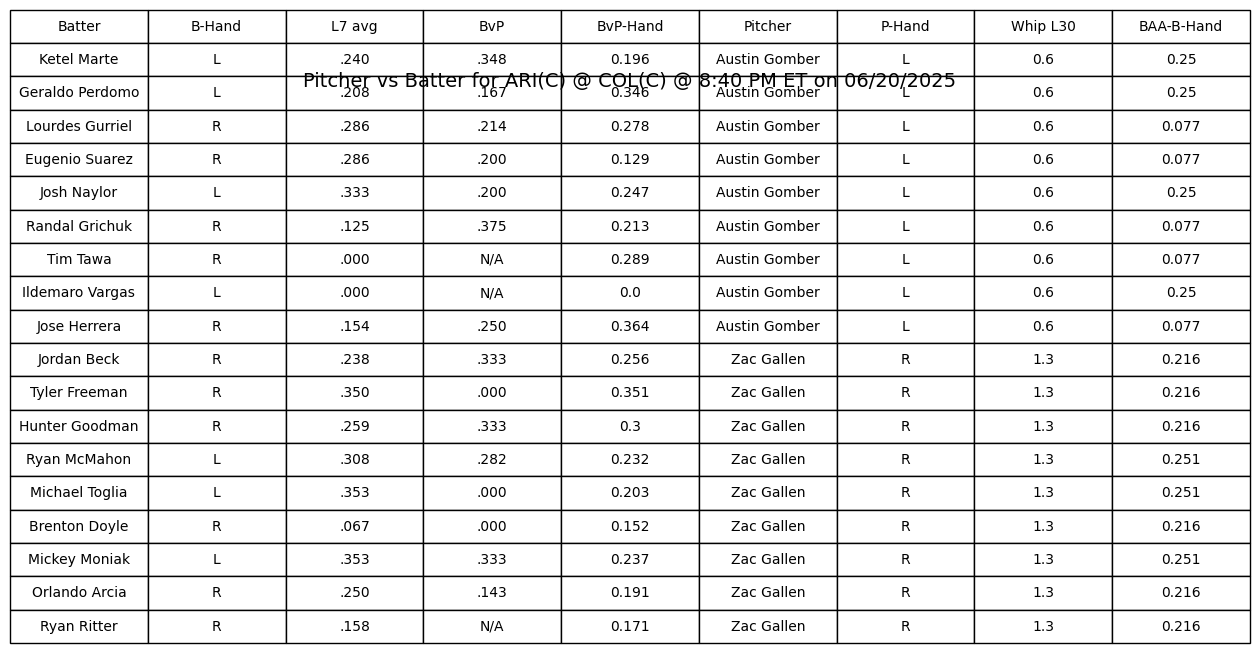 Batter B-Hand L7 avg BvP BvP-Hand Pitcher P-Hand Whip L30 BAA-B-Hand
Ketel Marte L .240 .348 0.196 Austin Gomber L 0.6 0.25
Pitcher vs Batter for ARI(C) @ COL(C) @ 8:40 PM ET on 06/20/2025
Geraldo Perdomo L .208 .167 0.346 Austin Gomber L 0.6 0.25
Lourdes Gurriel R .286 .214 0.278 Austin Gomber L 0.6 0.077
Eugenio Suarez R .286 .200 0.129 Austin Gomber L 0.6 0.077
Josh Naylor L .333 .200 0.247 Austin Gomber L 0.6 0.25
Randal Grichuk R .125 .375 0.213 Austin Gomber L 0.6 0.077
Tim Tawa R .000 N/A 0.289 Austin Gomber L 0.6 0.077
Ildemaro Vargas L .000 N/A 0.0 Austin Gomber L 0.6 0.25
Jose Herrera R .154 .250 0.364 Austin Gomber L 0.6 0.077
Jordan Beck R .238 .333 0.256 Zac Gallen R 1.3 0.216
Tyler Freeman R .350 .000 0.351 Zac Gallen R 1.3 0.216
Hunter Goodman R .259 .333 0.3 Zac Gallen R 1.3 0.216
Ryan McMahon L .308 .282 0.232 Zac Gallen R 1.3 0.251
Michael Toglia L .353 .000 0.203 Zac Gallen R 1.3 0.251
Brenton Doyle R .067 .000 0.152 Zac Gallen R 1.3 0.216
Mickey Moniak L .353 .333 0.237 Zac Gallen R 1.3 0.251
Orlando Arcia R .250 .143 0.191 Zac Gallen R 1.3 0.216
Ryan Ritter R .158 N/A 0.171 Zac Gallen R 1.3 0.216